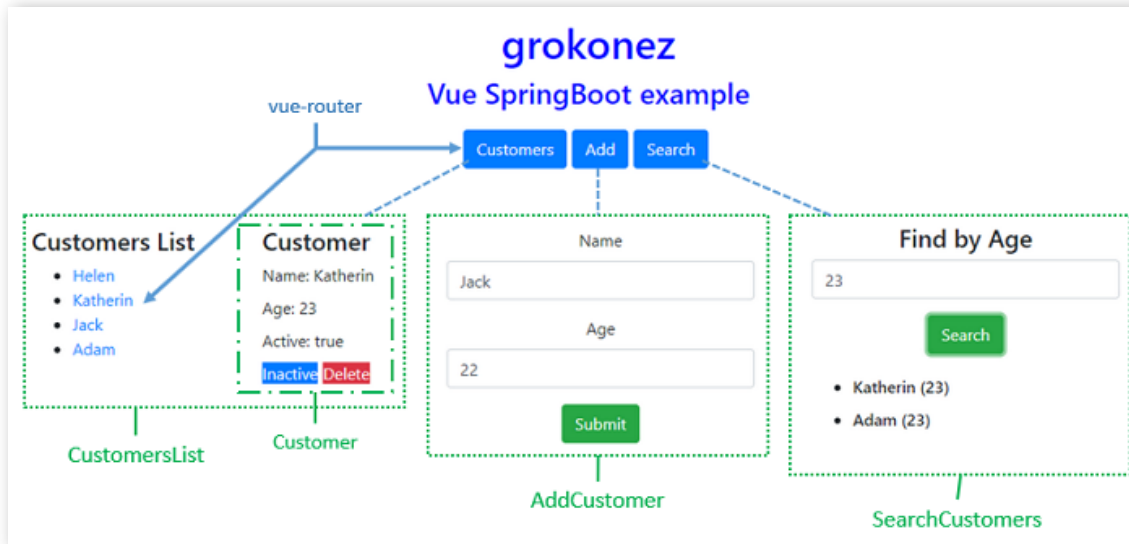 grokonez
Vue SpringBoot example
vue-router
Customers Add Search
Customers List
Helen
Katherin
Jack
Adam
Customer
Name: Katherin
Age: 23
Active: true
Inactive Delete
CustomersList
Customer
Name
Jack
Age
22
Submit
AddCustomer
Find by Age
23
Search
Katherin (23)
Adam (23)
SearchCustomers